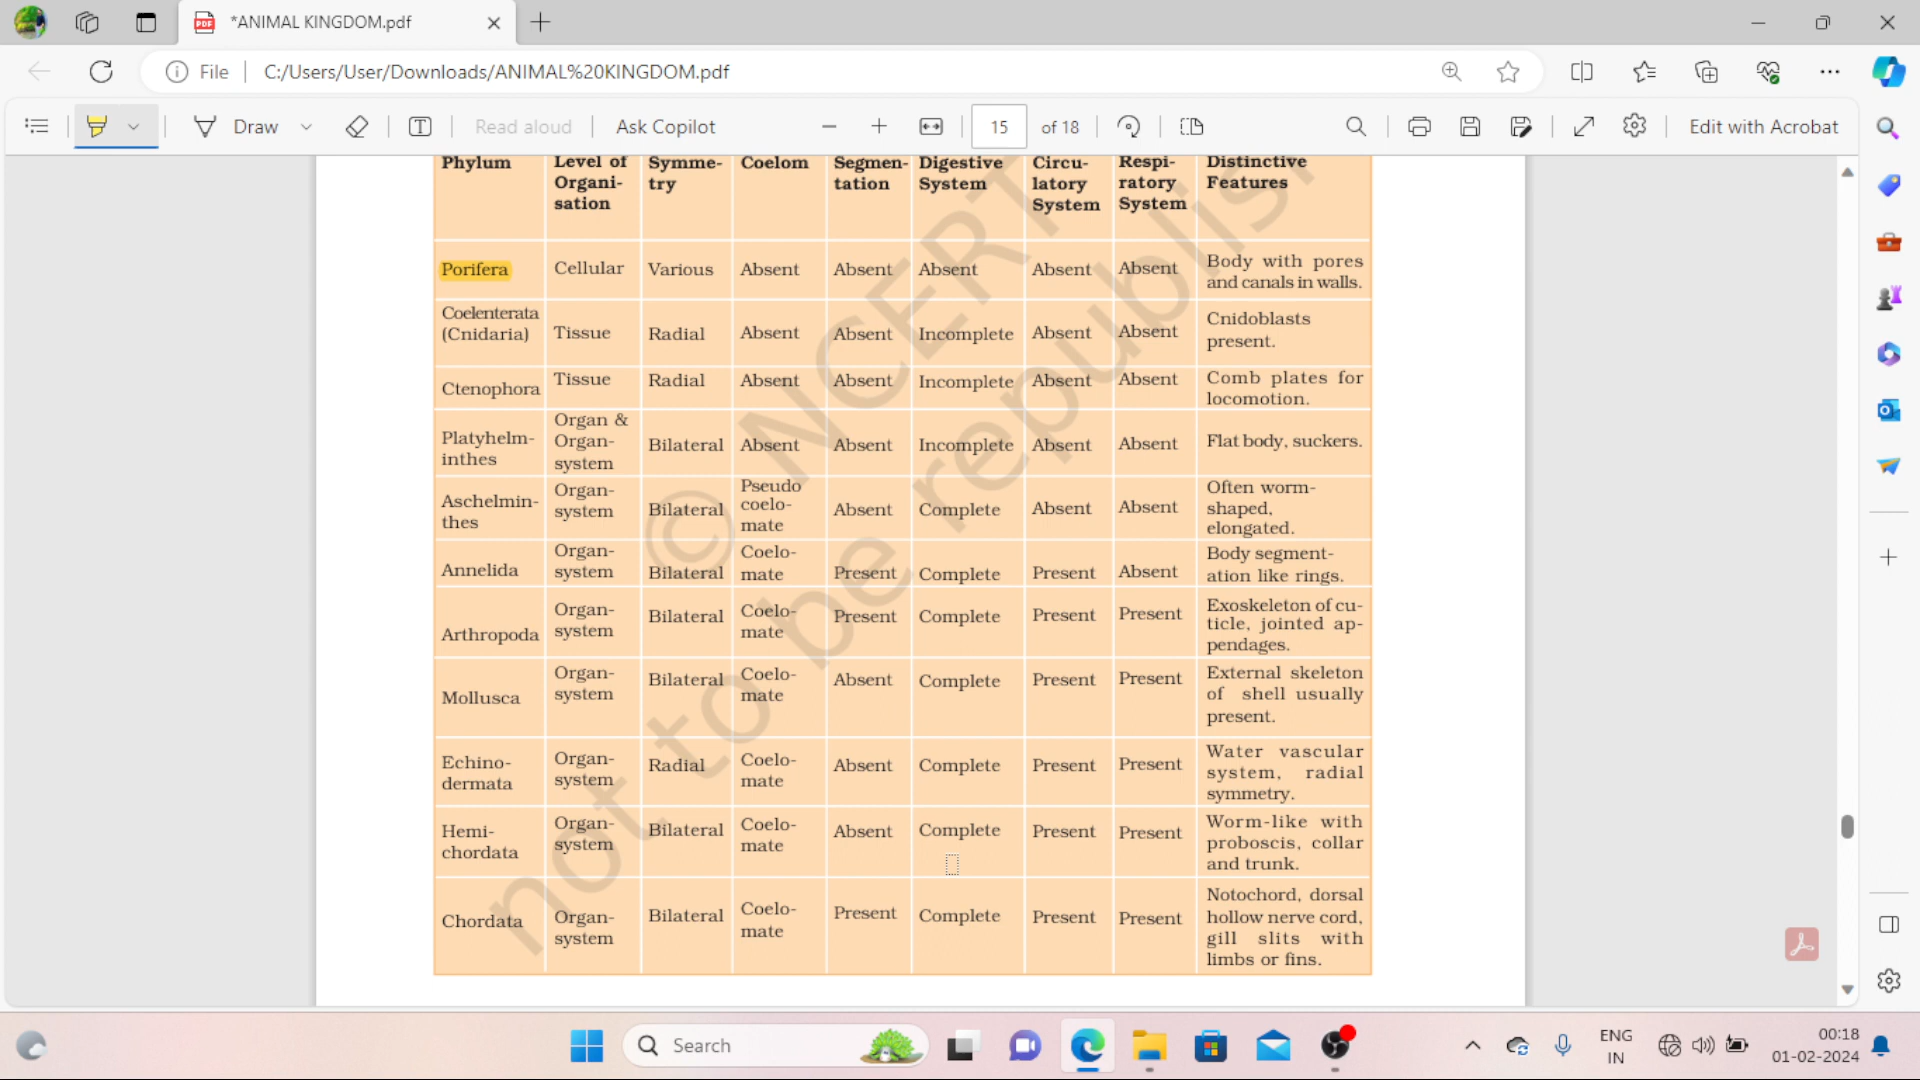 *ANIMAL KINGDOM.pdf
File
C:/Users/User/Downloads/ANIMAL%20KINGDOM.pdf
Draw
Read aloud
Ask Copilot
15
of 18
Edit with Acrobat
Phylum Level of Organi- sation Symme- try Coelom Segmen- tation Digestive System Circu- latory System Respi- ratory System Distinctive Features
Porifera Cellular Various Absent Absent Absent Absent Absent Body with pores and canals in walls.
Coelenterata (Cnidaria) Tissue Radial Absent Absent Incomplete Absent Absent Cnidoblasts present.
Ctenophora Tissue Radial Absent Absent Incomplete Absent Absent Comb plates for locomotion.
Platyhelm- inthes Organ & Organ- system Bilateral Absent Absent Incomplete Absent Absent Flat body, suckers.
Aschelmin- thes Organ- system Bilateral Pseudo coelo- mate Absent Complete Absent Absent Often worm- shaped, elongated.
Annelida Organ- system Bilateral Coelo- mate Present Complete Present Absent Body segment- ation like rings.
Arthropoda Organ- system Bilateral Coelo- mate Present Complete Present Present Exoskeleton of cu- ticle, jointed ap- pendages.
Mollusca Organ- system Bilateral Coelo- mate Absent Complete Present Present External skeleton of shell usually present.
Echino- dermata Organ- system Radial Coelo- mate Absent Complete Present Present Water vascular system, radial symmetry.
Hemi- chordata Organ- system Bilateral Coelo- mate Absent Complete Present Present Worm-like with proboscis, collar and trunk.
Chordata Organ- system Bilateral Coelo- mate Present Complete Present Present Notochord, dorsal hollow nerve cord, gill slits with limbs or fins.
© NCERT
not to be republish
Search
ENG
IN
00:18
01-02-2024